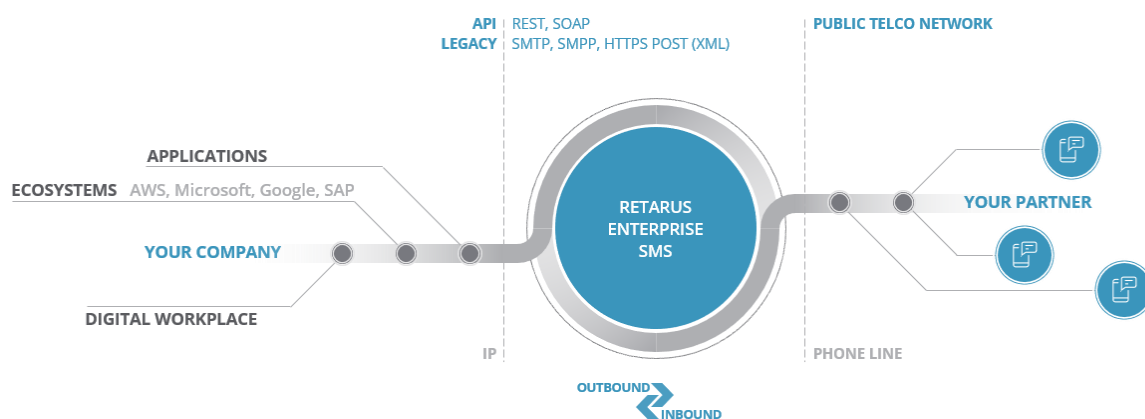 API REST, SOAP
LEGACY SMTP, SMPP, HTTPS POST (XML)
PUBLIC TELCO NETWORK
APPLICATIONS
ECOSYSTEMS AWS, Microsoft, Google, SAP
YOUR COMPANY
DIGITAL WORKPLACE
RETARUS
ENTERPRISE
SMS
YOUR PARTNER
IP
PHONE LINE
OUTBOUND
INBOUND